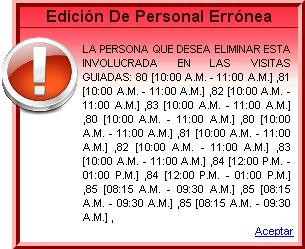 Edición De Personal Errónea
LA PERSONA QUE DESEA ELIMINAR ESTA
INVOLUCRADA EN LAS VISITAS
GUIADAS: 80 [10:00 A.M. - 11:00 A.M.] ,81
[10:00 A.M. - 11:00 A.M.] ,82 [10:00 A.M. -
11:00 A.M.] ,83 [10:00 A.M. - 11:00 A.M.]
,80 [10:00 A.M. - 11:00 A.M.] ,80 [10:00
A.M. - 11:00 A.M.] ,81 [10:00 A.M. - 11:00
A.M.] ,82 [10:00 A.M. - 11:00 A.M.] ,83
[10:00 A.M. - 11:00 A.M.] ,84 [12:00 P.M. -
01:00 P.M.] ,84 [12:00 P.M. - 01:00 P.M.]
,85 [08:15 A.M. - 09:30 A.M.] ,85 [08:15
A.M. - 09:30 A.M.] ,85 [08:15 A.M. - 09:30
A.M.] ,
Aceptar